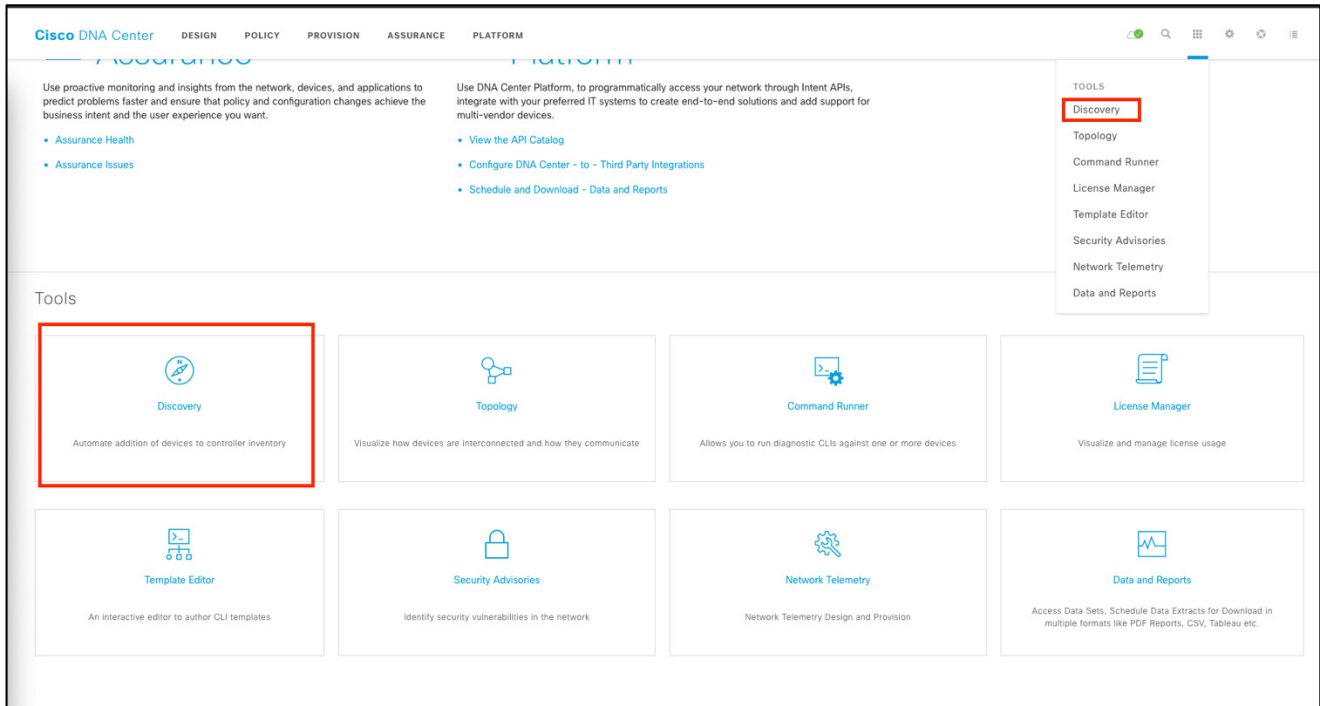 Cisco DNA Center DESIGN POLICY PROVISION ASSURANCE PLATFORM
Assurance Platform
Use proactive monitoring and insights from the network, devices, and applications to
predict problems faster and ensure that policy and configuration changes achieve the
business intent and the user experience you want.
• Assurance Health
• Assurance Issues
Use DNA Center Platform, to programmatically access your network through Intent APIs,
integrate with your preferred IT systems to create end-to-end solutions and add support for
multi-vendor devices.
• View the API Catalog
• Configure DNA Center - to - Third Party Integrations
• Schedule and Download - Data and Reports
TOOLS
Discovery
Topology
Command Runner
License Manager
Template Editor
Security Advisories
Network Telemetry
Data and Reports
Tools
N
Discovery
Automate addition of devices to controller inventory
Topology
Visualize how devices are interconnected and how they communicate
>_
Command Runner
Allows you to run diagnostic CLIs against one or more devices
License Manager
Visualize and manage license usage
>_
Template Editor
An interactive editor to author CLI templates
Security Advisories
Identify security vulnerabilities in the network
Network Telemetry
Network Telemetry Design and Provision
Data and Reports
Access Data Sets, Schedule Data Extracts for Download in
multiple formats like PDF Reports, CSV, Tableau etc.